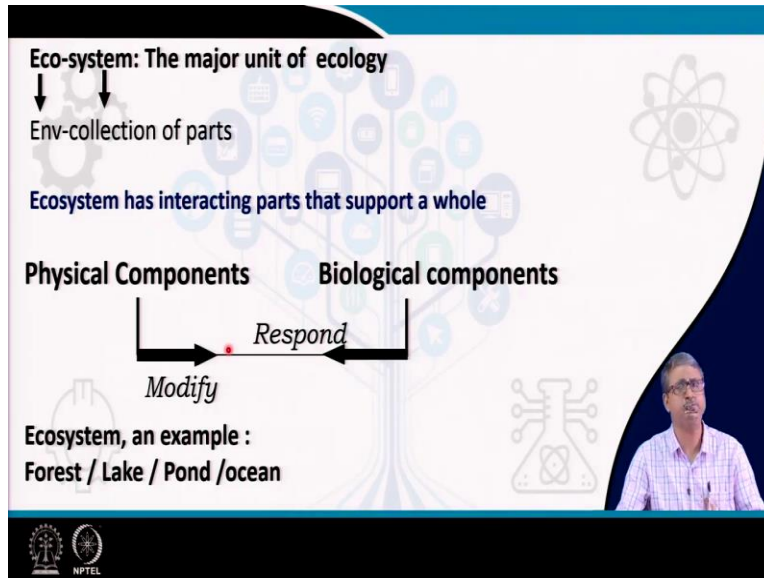 Eco-system: The major unit of ecology
Env-collection of parts
Ecosystem has interacting parts that support a whole
Physical Components Biological components
Respond
Modify
Ecosystem, an example :
Forest / Lake / Pond /ocean
NPTEL